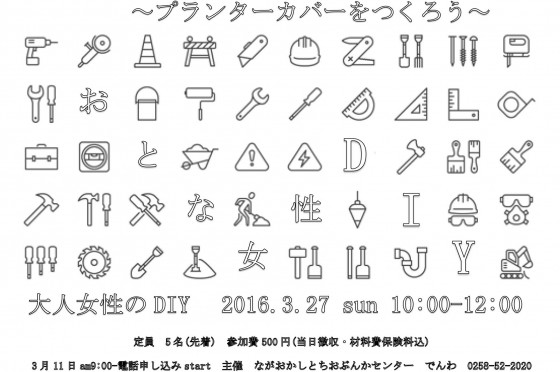 ～プランターカバーをつくろう～
お
と D
な 性 I
女 Y
大人女性のDIY 2016.3.27 sun 10:00-12:00
定員 5名(先着) 参加費500円(当日徴収・材料費保険料込)
3月11日am9:00-電話申し込みstart 主催 ながおかしとちおぶんかセンター でんわ 0258-52-2020